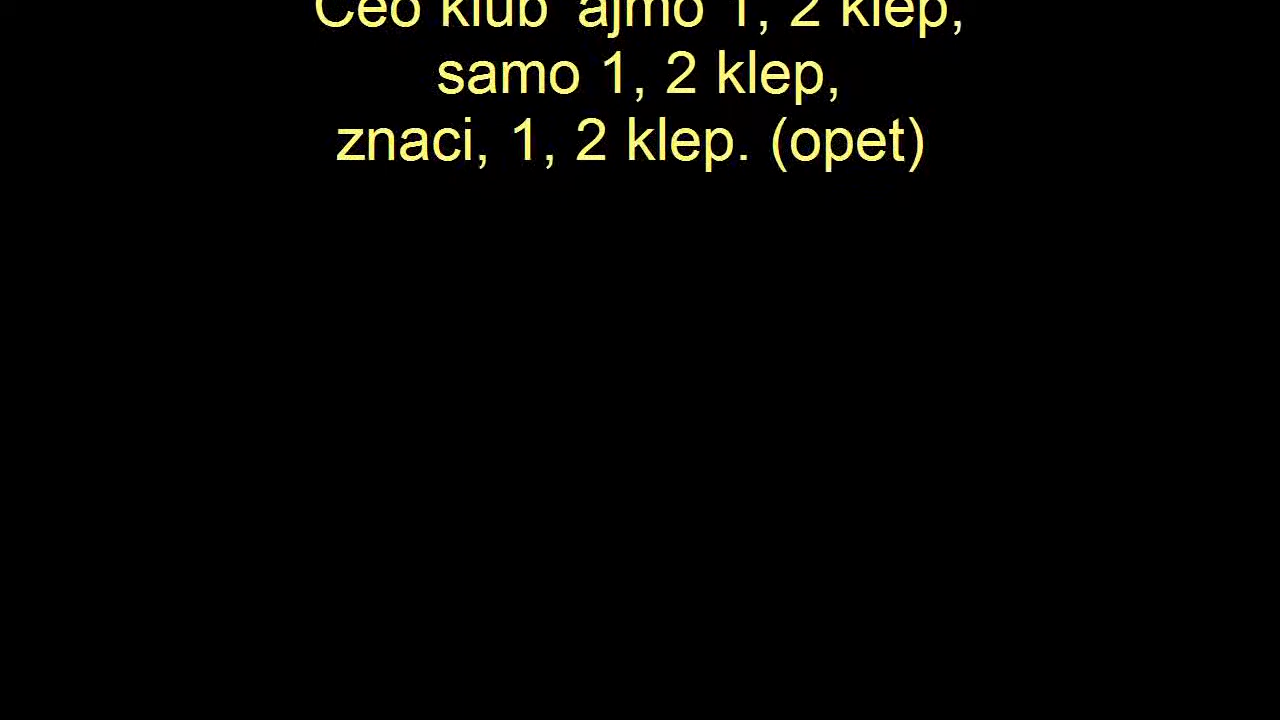 Ceo klub 'ajmo 1, 2 klep,
samo 1, 2 klep,
znaci, 1, 2 klep. (opet)